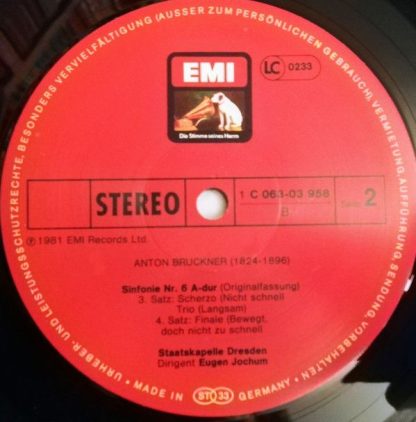 URHEBER- UND LEISTUNGSSCHUTZRECHTE, BESONDERS VERVIELFÄLTIGUNG (AUSSER ZUM PERSÖNLICHEN GEBRAUCH), VERMIETUNG, AUFFÜHRUNG, SENDUNG, VORBEHALTEN
EMI
LC 0233
Die Stimme seines Herrn
STEREO
1 C 063-03 958
B
Seite 2
Ⓟ 1981 EMI Records Ltd.
ANTON BRUCKNER (1824-1896)
Sinfonie Nr. 6 A-dur (Originalfassung)
3. Satz: Scherzo (Nicht schnell
Trio (Langsam)
4. Satz: Finale (Bewegt,
doch nicht zu schnell
Staatskapelle Dresden
Dirigent Eugen Jochum
• MADE IN ST 33 GERMANY •